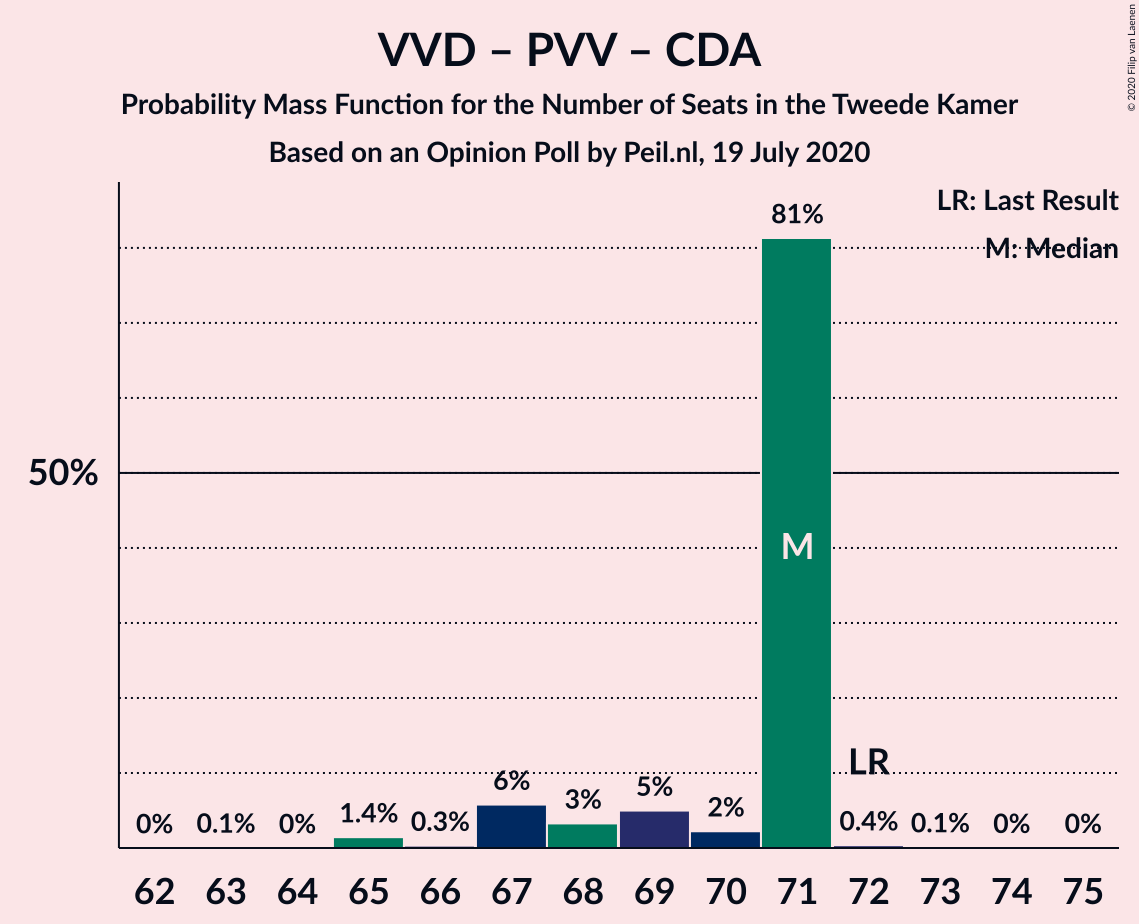 VVD – PVV – CDA
Probability Mass Function for the Number of Seats in the Tweede Kamer
Based on an Opinion Poll by Peil.nl, 19 July 2020
© 2020 Filip van Laenen
LR: Last Result
M: Median
50%
0% 0.1% 0% 1.4% 0.3% 6% 3% 5% 2% 81% 0.4% 0.1% 0% 0%
M
LR
62 63 64 65 66 67 68 69 70 71 72 73 74 75